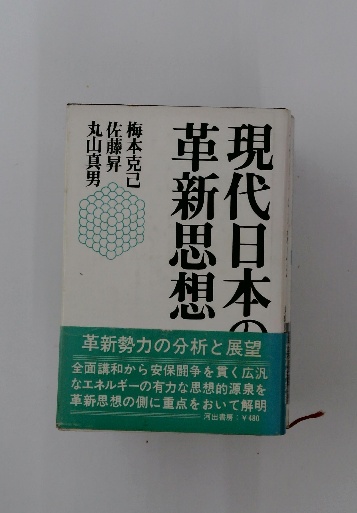 現代日本の
革新思想
梅本克己
佐藤昇
丸山真男
革新勢力の分析と展望
全面講和から安保闘争を貫く広汎
なエネルギーの有力な思想的源泉を
革新思想の側に重点をおいて解明
河出書房：￥480